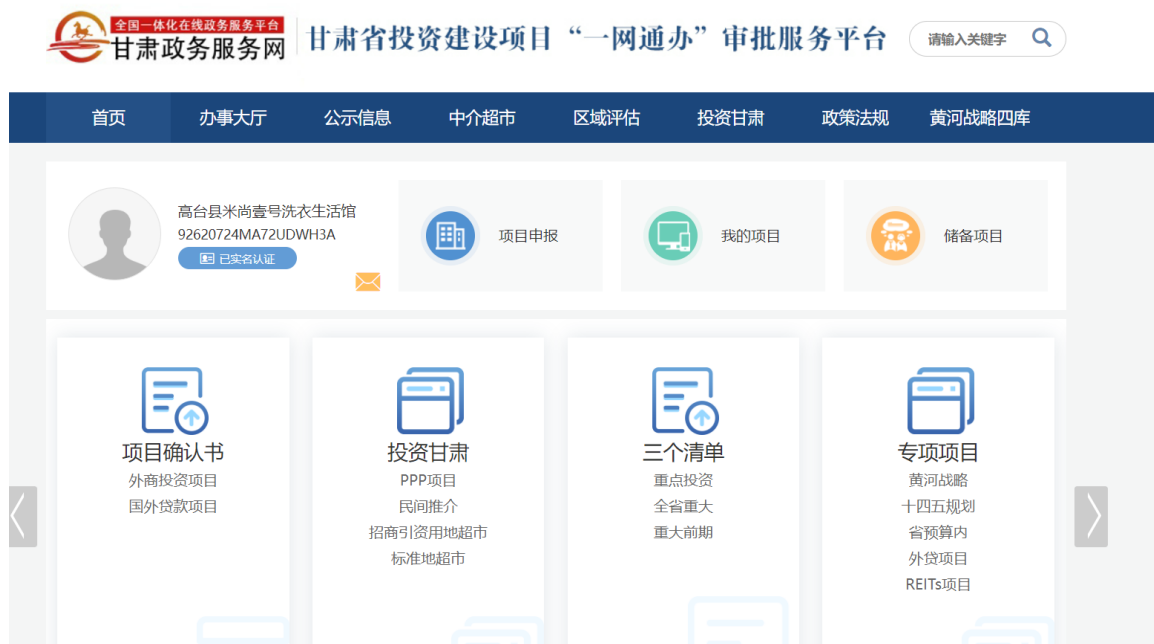 全国一体化在线政务服务平台
甘肃政务服务网
甘肃省投资建设项目“一网通办”审批服务平台
请输入关键字
首页 办事大厅 公示信息 中介超市 区域评估 投资甘肃 政策法规 黄河战略四库
高台县米尚壹号洗衣生活馆
92620724MA72UDWH3A
已实名认证
项目申报
我的项目
储备项目
项目确认书
外商投资项目
国外贷款项目
投资甘肃
PPP项目
民间推介
招商引资用地超市
标准地超市
三个清单
重点投资
全省重大
重大前期
专项项目
黄河战略
十四五规划
省预算内
外贷项目
REITs项目